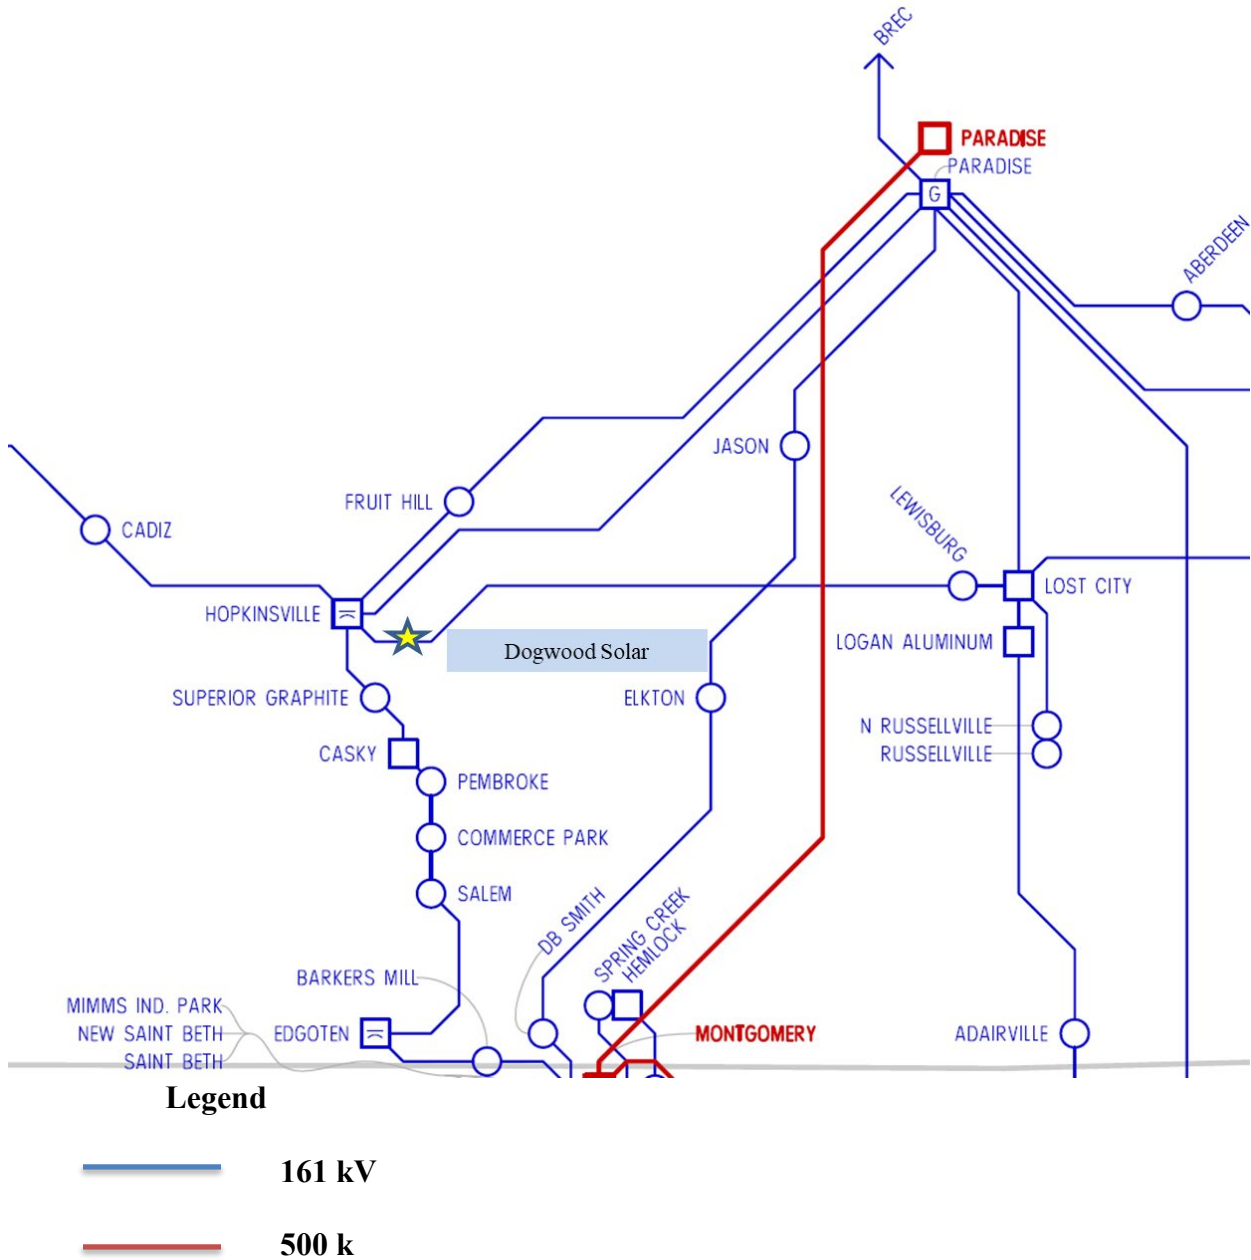 BREC
PARADISE
PARADISE
G
ABERDEEN
JASON
FRUIT HILL
LEWISBURG
CADIZ
LOST CITY
HOPKINSVILLE
Dogwood Solar
LOGAN ALUMINUM
SUPERIOR GRAPHITE
ELKTON
N RUSSELLVILLE
CASKY
RUSSELLVILLE
PEMBROKE
COMMERCE PARK
SALEM
DB SMITH
SPRING CREEK
HEMLOCK
BARKERS MILL
MIMMS IND. PARK
NEW SAINT BETH
EDGOTEN
MONTGOMERY
ADAIRVILLE
SAINT BETH
Legend
161 kV
500 k